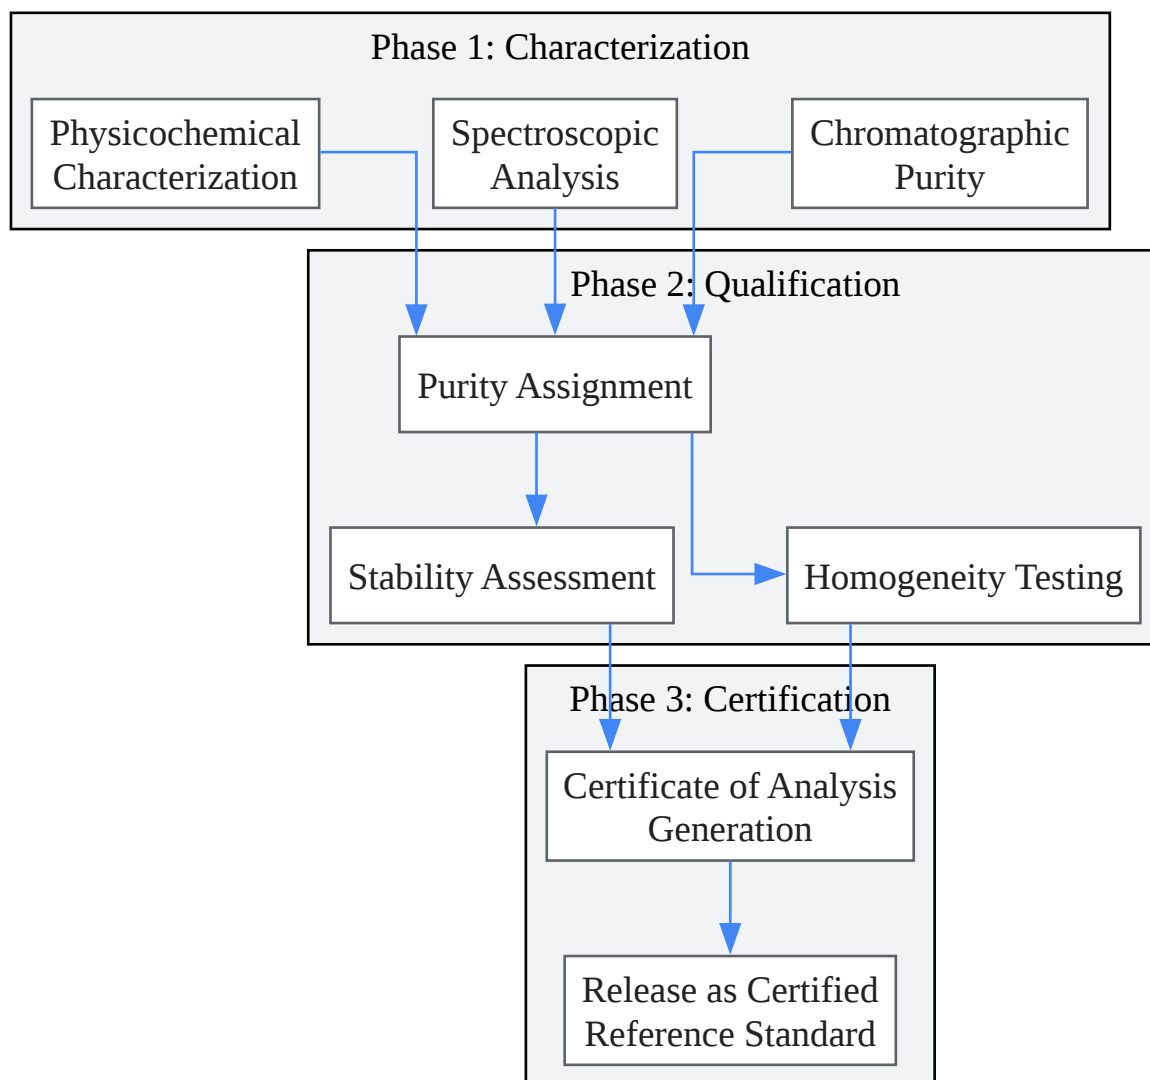 Phase 1: Characterization
Physicochemical
Characterization
Spectroscopic
Analysis
Chromatographic
Purity
Phase 2: Qualification
Purity Assignment
Stability Assessment
Homogeneity Testing
Phase 3: Certification
Certificate of Analysis
Generation
Release as Certified
Reference Standard